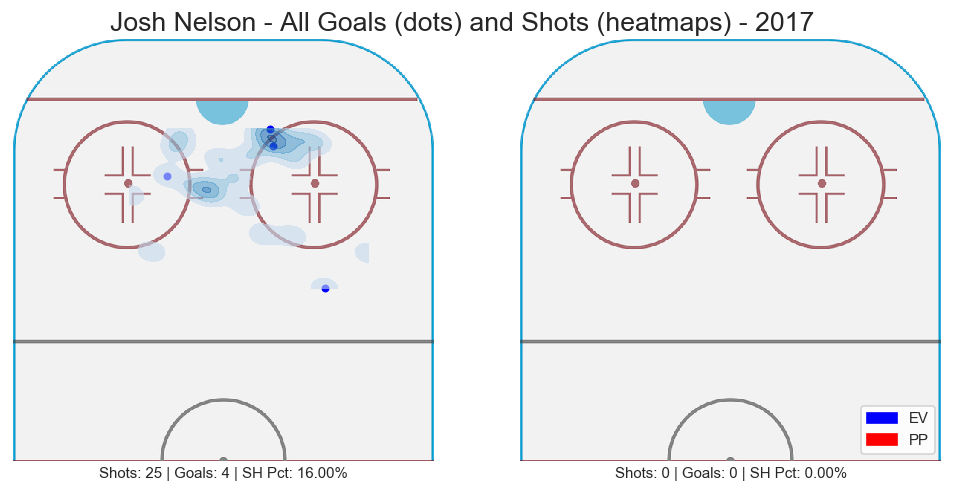 Josh Nelson - All Goals (dots) and Shots (heatmaps) - 2017
EV
PP
Shots: 25 | Goals: 4 | SH Pct: 16.00%
Shots: 0 | Goals: 0 | SH Pct: 0.00%